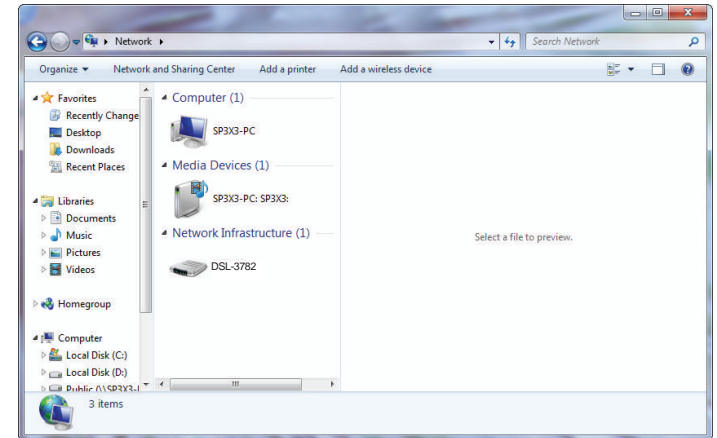 Network
Search Network
Organize
Network and Sharing Center
Add a printer
Add a wireless device
Favorites
Recently Change
Desktop
Downloads
Recent Places
Libraries
Documents
Music
Pictures
Videos
Homegroup
Computer
Local Disk (C:)
Local Disk (D:)
Public (\\SP3X3-
Computer (1)
SP3X3-PC
Media Devices (1)
SP3X3-PC: SP3X3:
Network Infrastructure (1)
DSL-3782
Select a file to preview.
3 items